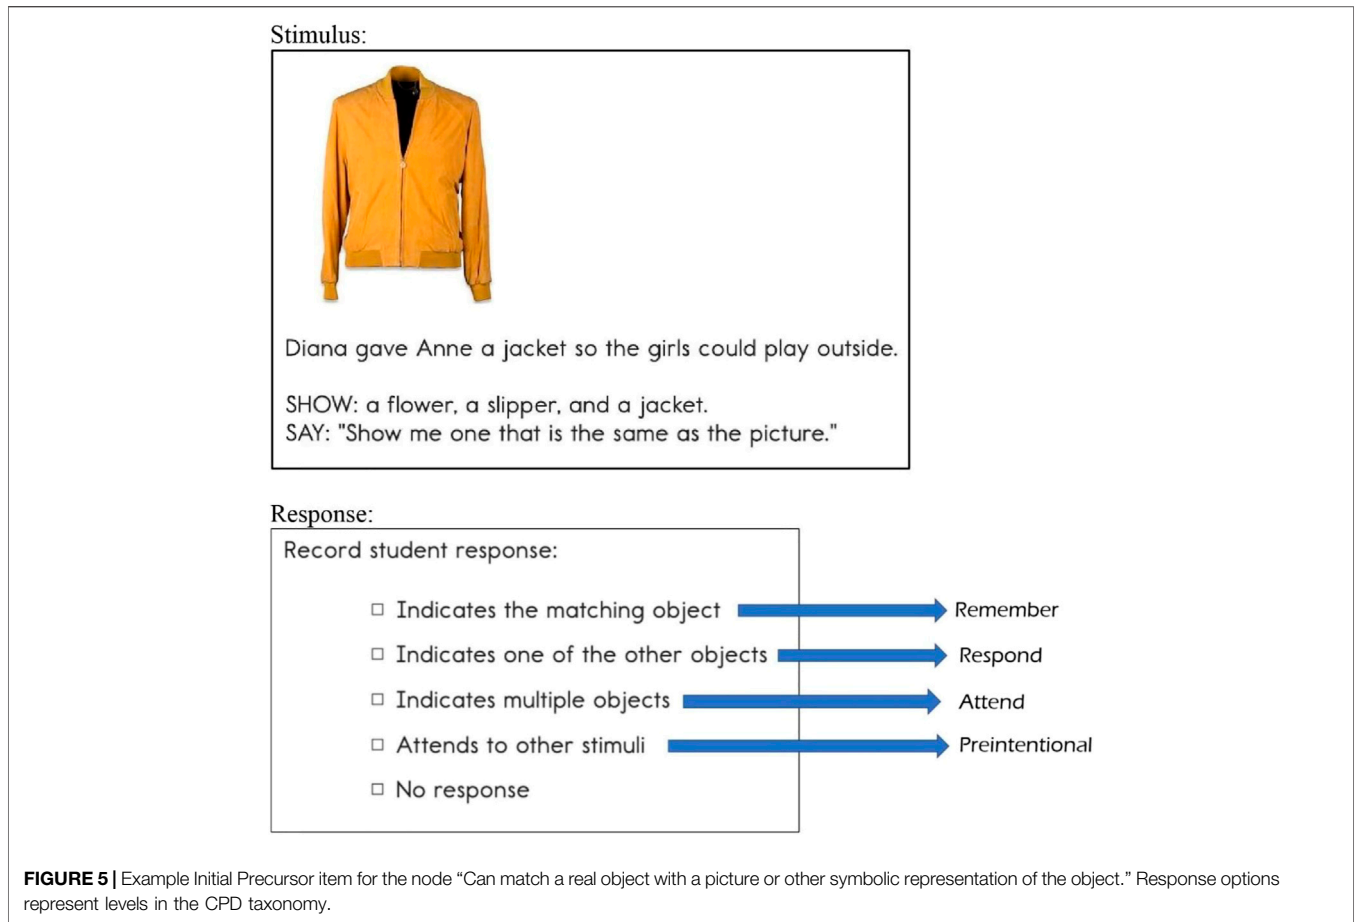 Stimulus:
Diana gave Anne a jacket so the girls could play outside.
SHOW: a flower, a slipper, and a jacket.
SAY: "Show me one that is the same as the picture."
Response:
Record student response:
☐ Indicates the matching object Remember
☐ Indicates one of the other objects Respond
☐ Indicates multiple objects Attend
☐ Attends to other stimuli Preintentional
☐ No response
FIGURE 5 | Example Initial Precursor item for the node “Can match a real object with a picture or other symbolic representation of the object.” Response options
represent levels in the CPD taxonomy.